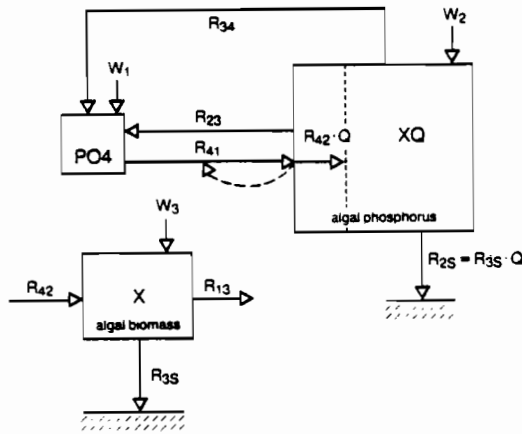 R34
W2
W1
R23
R42·Q
XQ
PO4
R41
algal phosphorus
W3
R2S = R3S·Q
R42
X
R13
algal biomass
R3S